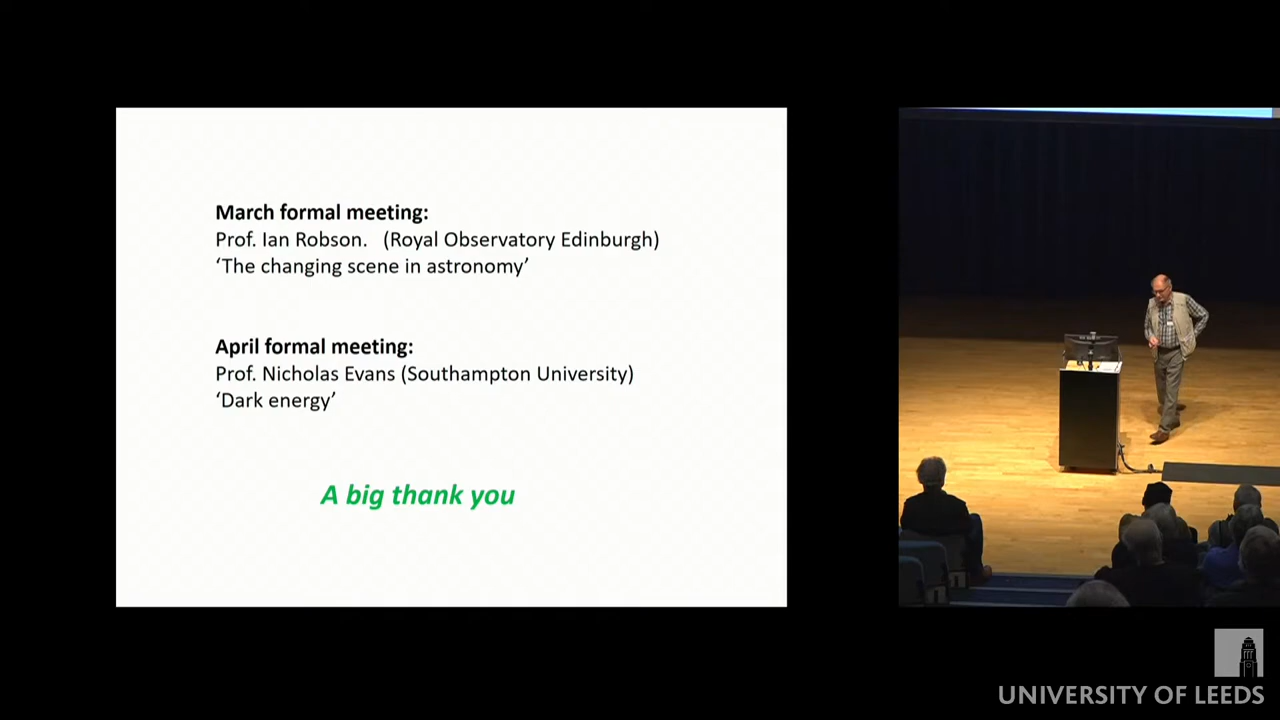 March formal meeting:
Prof. Ian Robson. (Royal Observatory Edinburgh)
‘The changing scene in astronomy’
April formal meeting:
Prof. Nicholas Evans (Southampton University)
‘Dark energy’
A big thank you
UNIVERSITY OF LEEDS